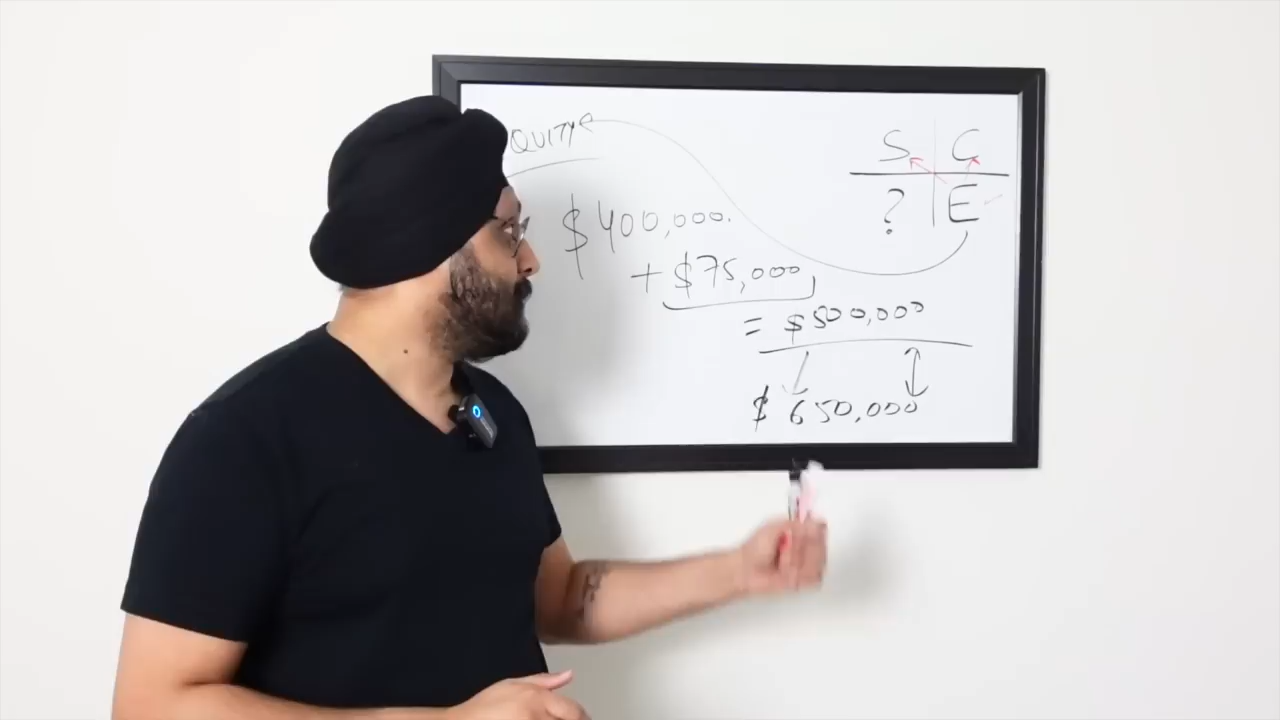 QUITY
$400,000.
+ $75,000
= $500,000
$650,000
S C
? E